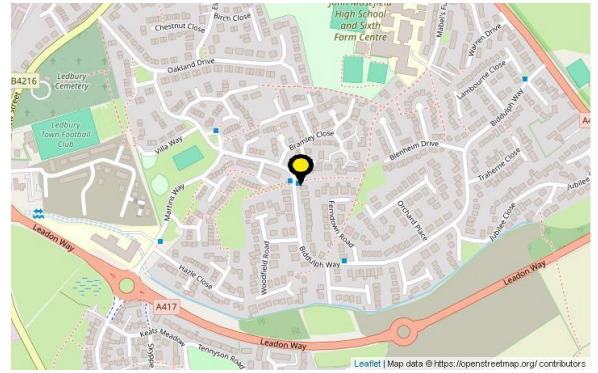 John Masefield
High School
and Sixth
Form Centre
Birch Close
Chestnut Close
Oakland Drive
Mabel's Fu
Warren Drive
B4216
Ledbury
Cemetery
Lambourne Close
Biddulph Way
Ledbury
Town Football
Club
Villa Way
Bramley Close
Blenheim Drive
Traherne Close
Martins Way
Jubilee
Leadon Way
Orchard Place
Jubilee Close
Ferndown Road
Woodfield Road
Biddulph Way
Hazle Close
Leadon Way
A417
Keats Meadow
Tennyson Road
Leadon Way
Leaflet | Map data © https://openstreetmap.org/ contributors